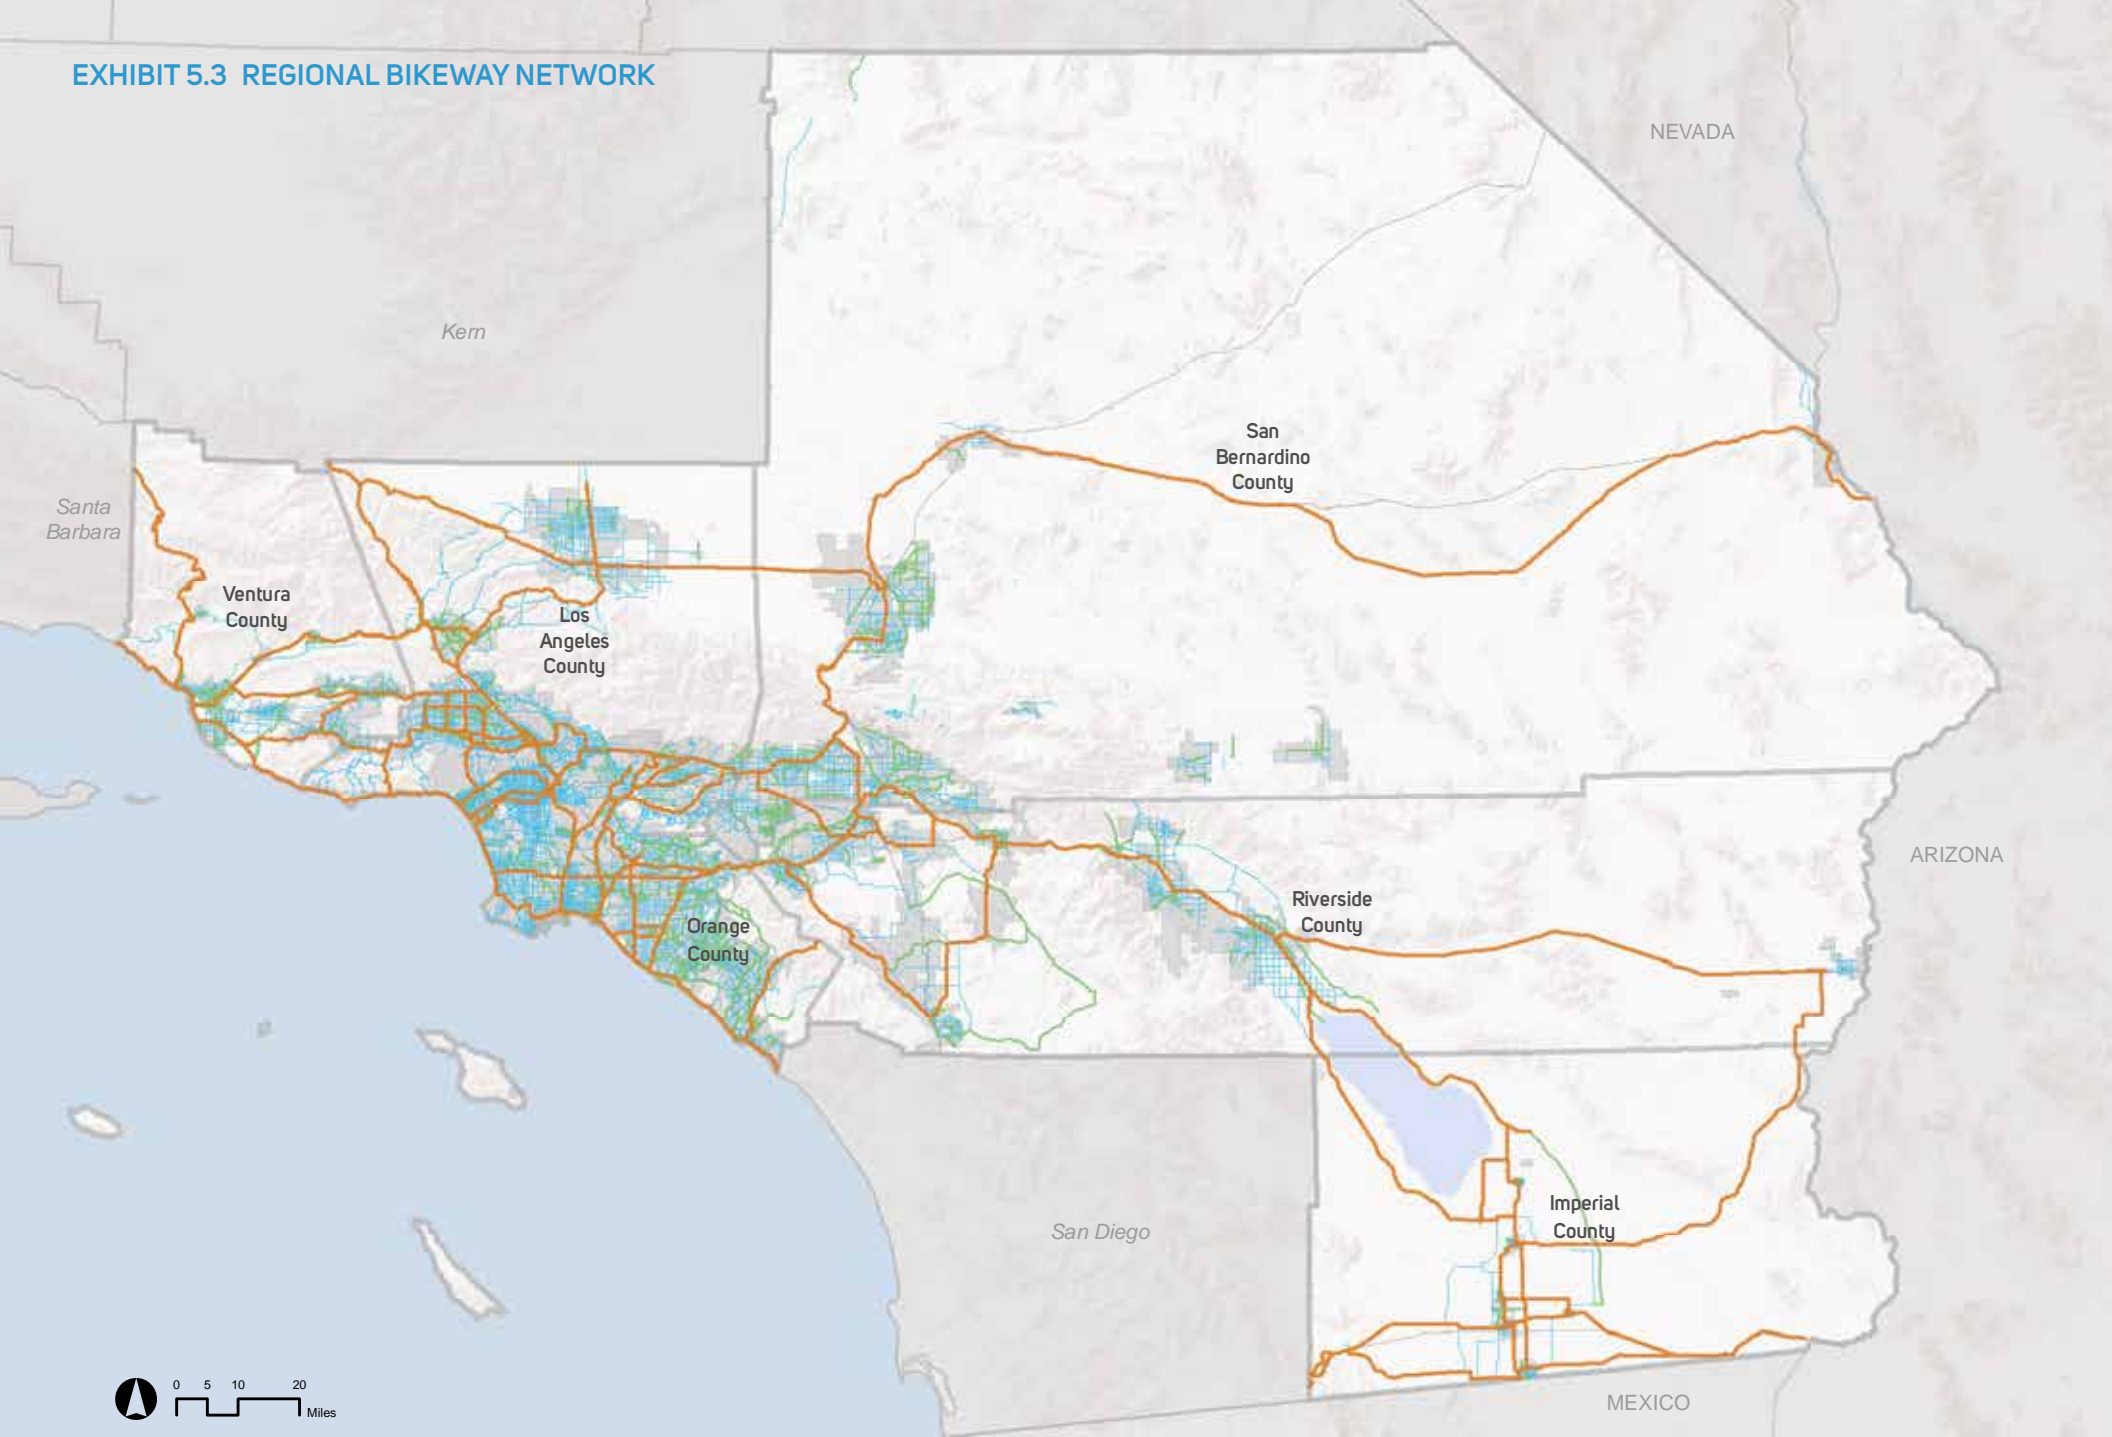 EXHIBIT 5.3 REGIONAL BIKEWAY NETWORK
NEVADA
Kern
San
Bernardino
County
Santa
Barbara
Ventura
County
Los
Angeles
County
ARIZONA
Riverside
County
Orange
County
Imperial
County
San Diego
0 5 10 20
Miles
MEXICO